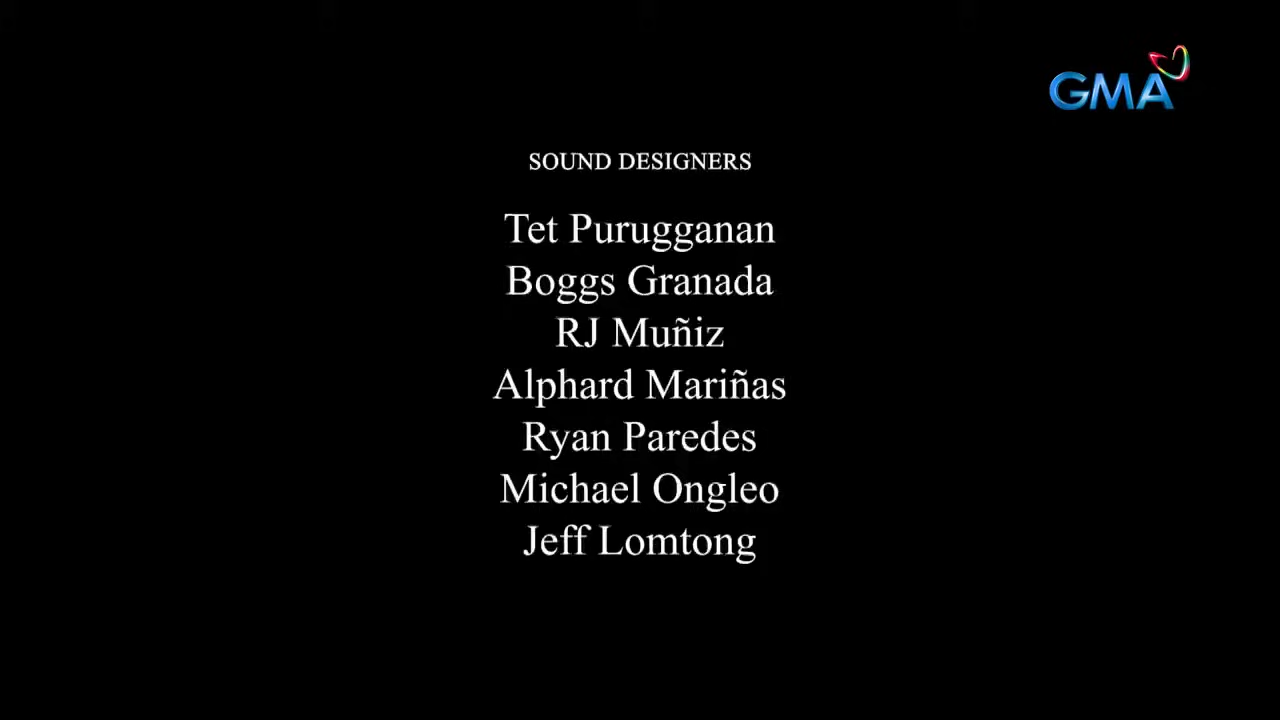 GMA
SOUND DESIGNERS
Tet Purugganan
Boggs Granada
RJ Muñiz
Alphard Mariñas
Ryan Paredes
Michael Ongleo
Jeff Lomtong